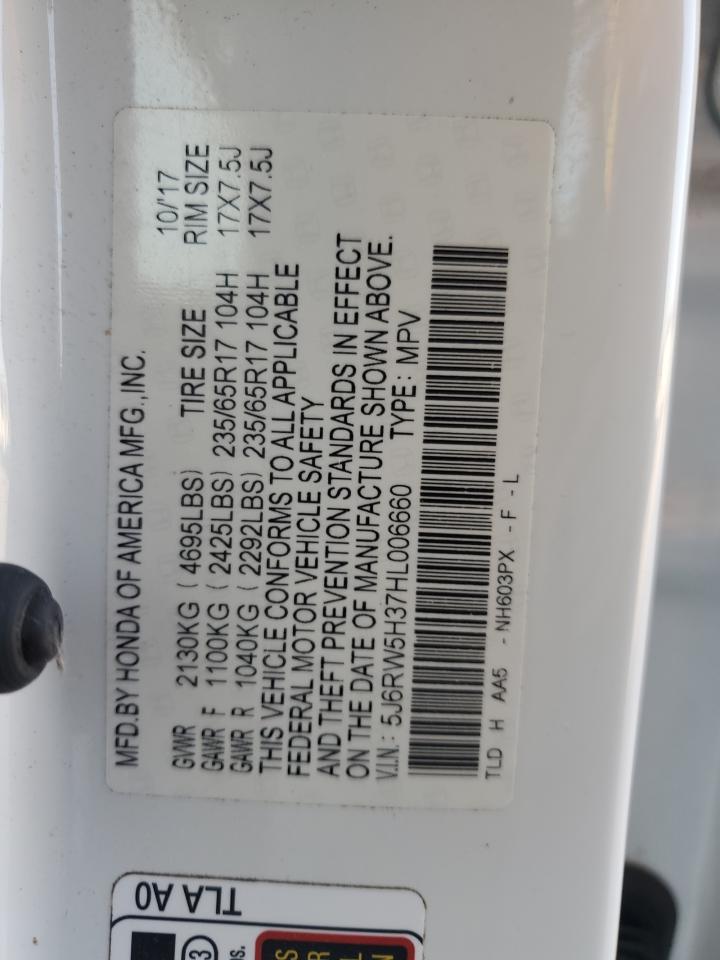 MFD.BY HONDA OF AMERICA MFG.,INC. 10/'17
GVWR 2130KG ( 4695LBS) TIRE SIZE RIM SIZE
GAWR F 1100KG ( 2425LBS) 235/65R17 104H 17X7.5J
GAWR R 1040KG ( 2292LBS) 235/65R17 104H 17X7.5J
THIS VEHICLE CONFORMS TO ALL APPLICABLE
FEDERAL MOTOR VEHICLE SAFETY
AND THEFT PREVENTION STANDARDS IN EFFECT
ON THE DATE OF MANUFACTURE SHOWN ABOVE.
V.I.N.: 5J6RW5H37HL006660 TYPE: MPV
TLD H AA5 -NH603PX -F -L
TLA A0